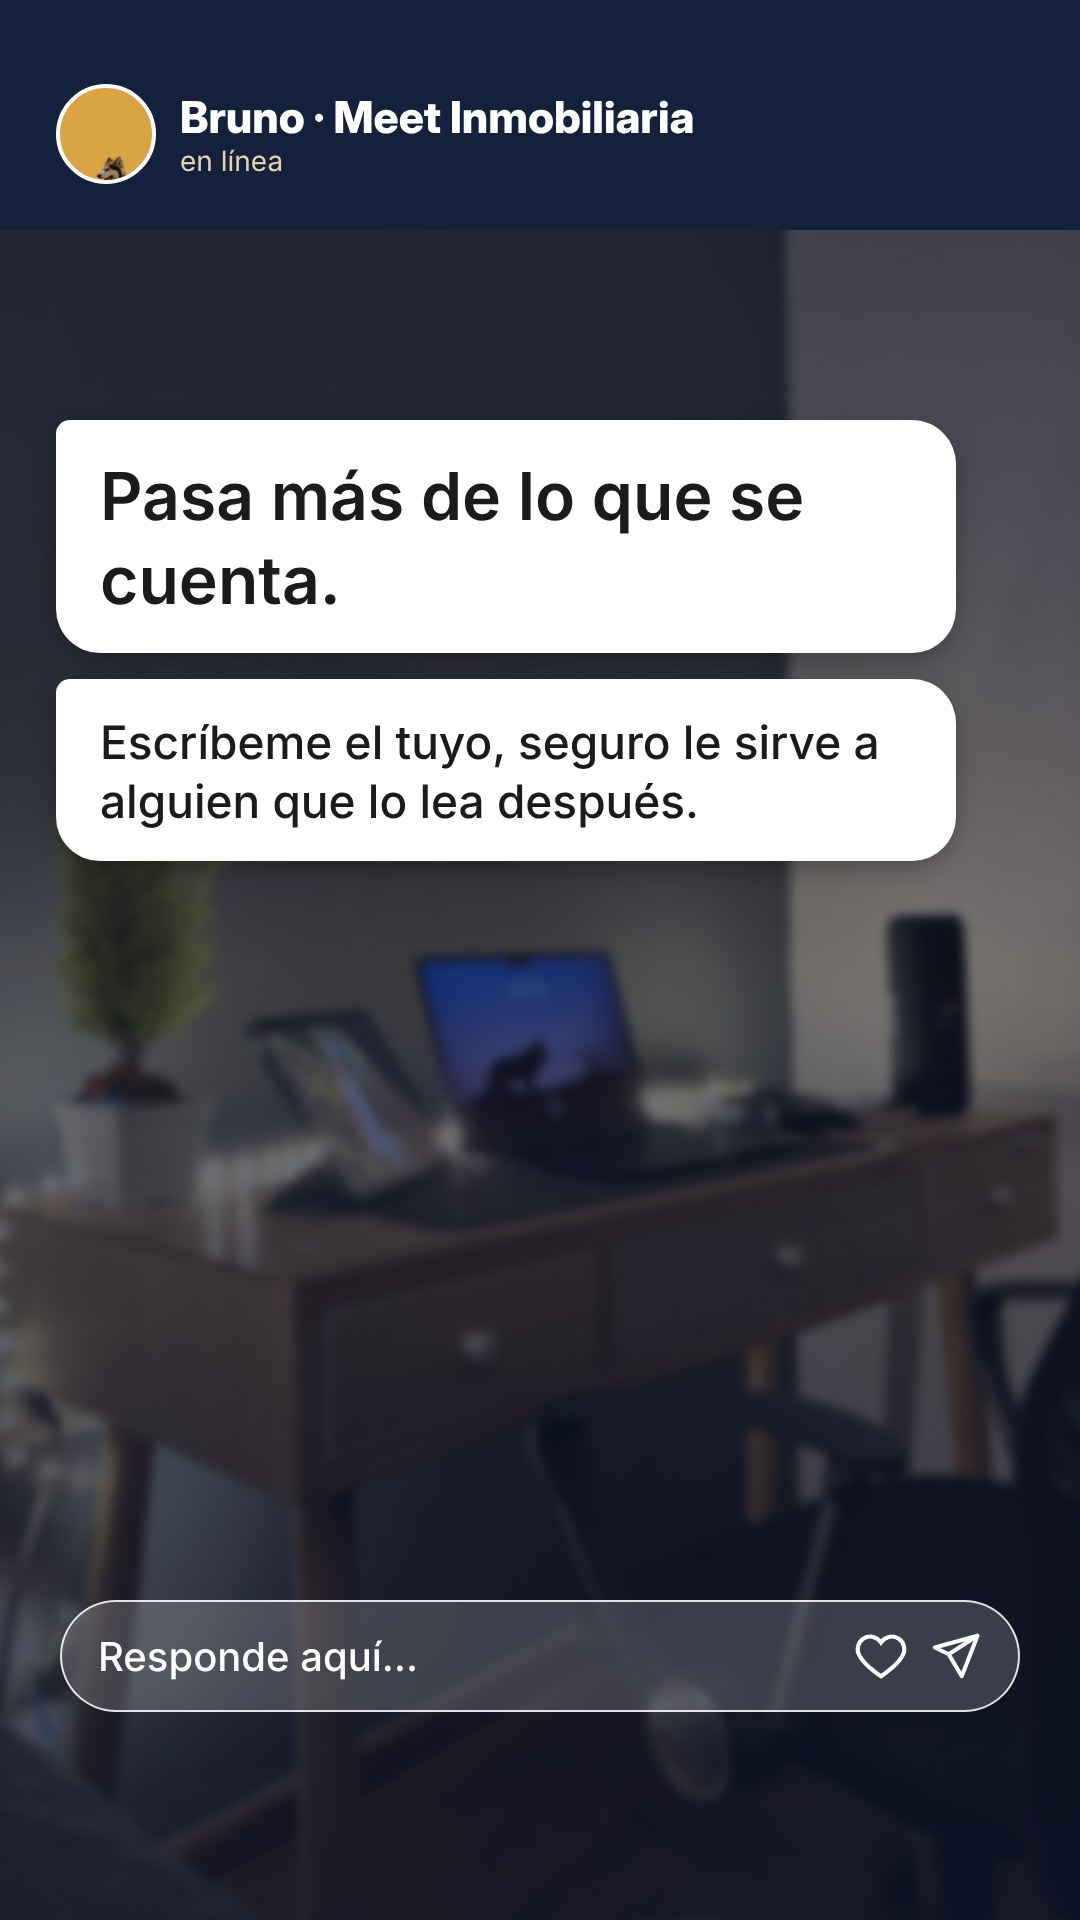 Bruno · Meet Inmobiliaria
en línea
Pasa más de lo que se
cuenta.
Escríbeme el tuyo, seguro le sirve a
alguien que lo lea después.
Responde aquí...